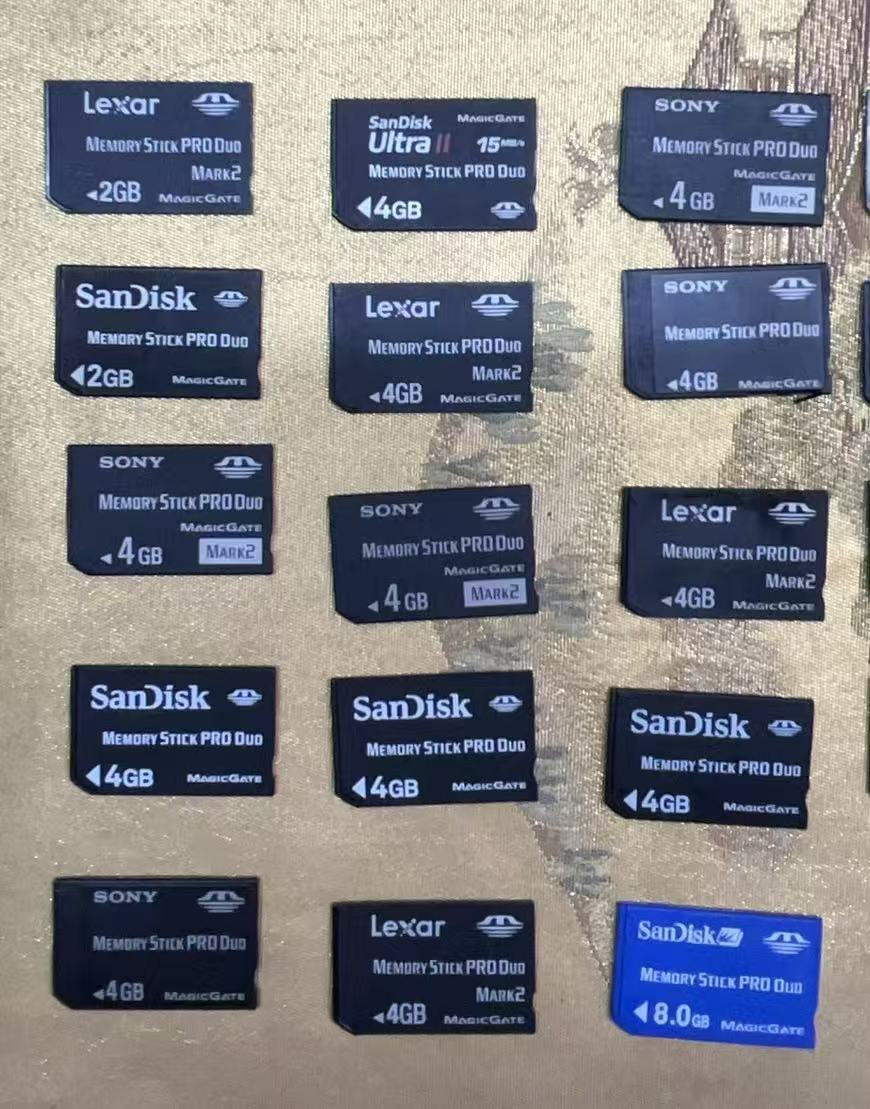 Lexar
MEMORY STICK PRO DUO
MARK2
2GB MAGICGATE
SanDisk MAGICGATE
Ultra II 15MB/s
MEMORY STICK PRO DUO
4GB
SONY
MEMORY STICK PRO DUO
MAGICGATE
4GB MARK2
SanDisk
MEMORY STICK PRO DUO
2GB MAGICGATE
Lexar
MEMORY STICK PRO DUO
MARK2
4GB MAGICGATE
SONY
MEMORY STICK PRO DUO
4GB MAGICGATE
SONY
MEMORY STICK PRO DUO
MAGICGATE
4GB MARK2
SONY
MEMORY STICK PRO DUO
MAGICGATE
4GB MARK2
Lexar
MEMORY STICK PRO DUO
MARK2
4GB MAGICGATE
SanDisk
MEMORY STICK PRO DUO
4GB MAGICGATE
SanDisk
MEMORY STICK PRO DUO
4GB MAGICGATE
SanDisk
MEMORY STICK PRO DUO
4GB MAGICGATE
SONY
MEMORY STICK PRO DUO
4GB MAGICGATE
Lexar
MEMORY STICK PRO DUO
MARK2
4GB MAGICGATE
SanDisk
MEMORY STICK PRO DUO
8.0GB MAGICGATE